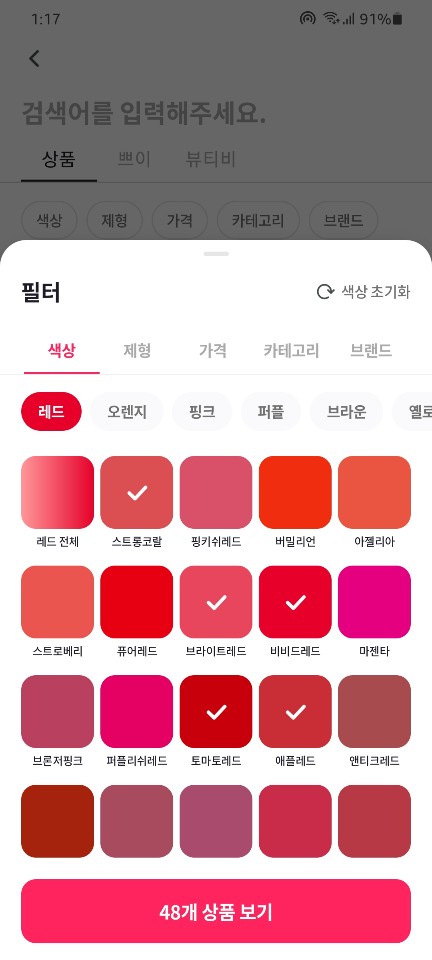 1:17 91%
검색어를 입력해주세요.
상품 쁘이 뷰티비
색상 제형 가격 카테고리 브랜드
필터 색상 초기화
색상 제형 가격 카테고리 브랜드
레드 오렌지 핑크 퍼플 브라운 옐로
레드 전체 스트롱코랄 핑키쉬레드 버밀리언 아젤리아
스트로베리 퓨어레드 브라이트레드 비비드레드 마젠타
브론저핑크 퍼플리쉬레드 토마토레드 애플레드 앤티크레드
48개 상품 보기